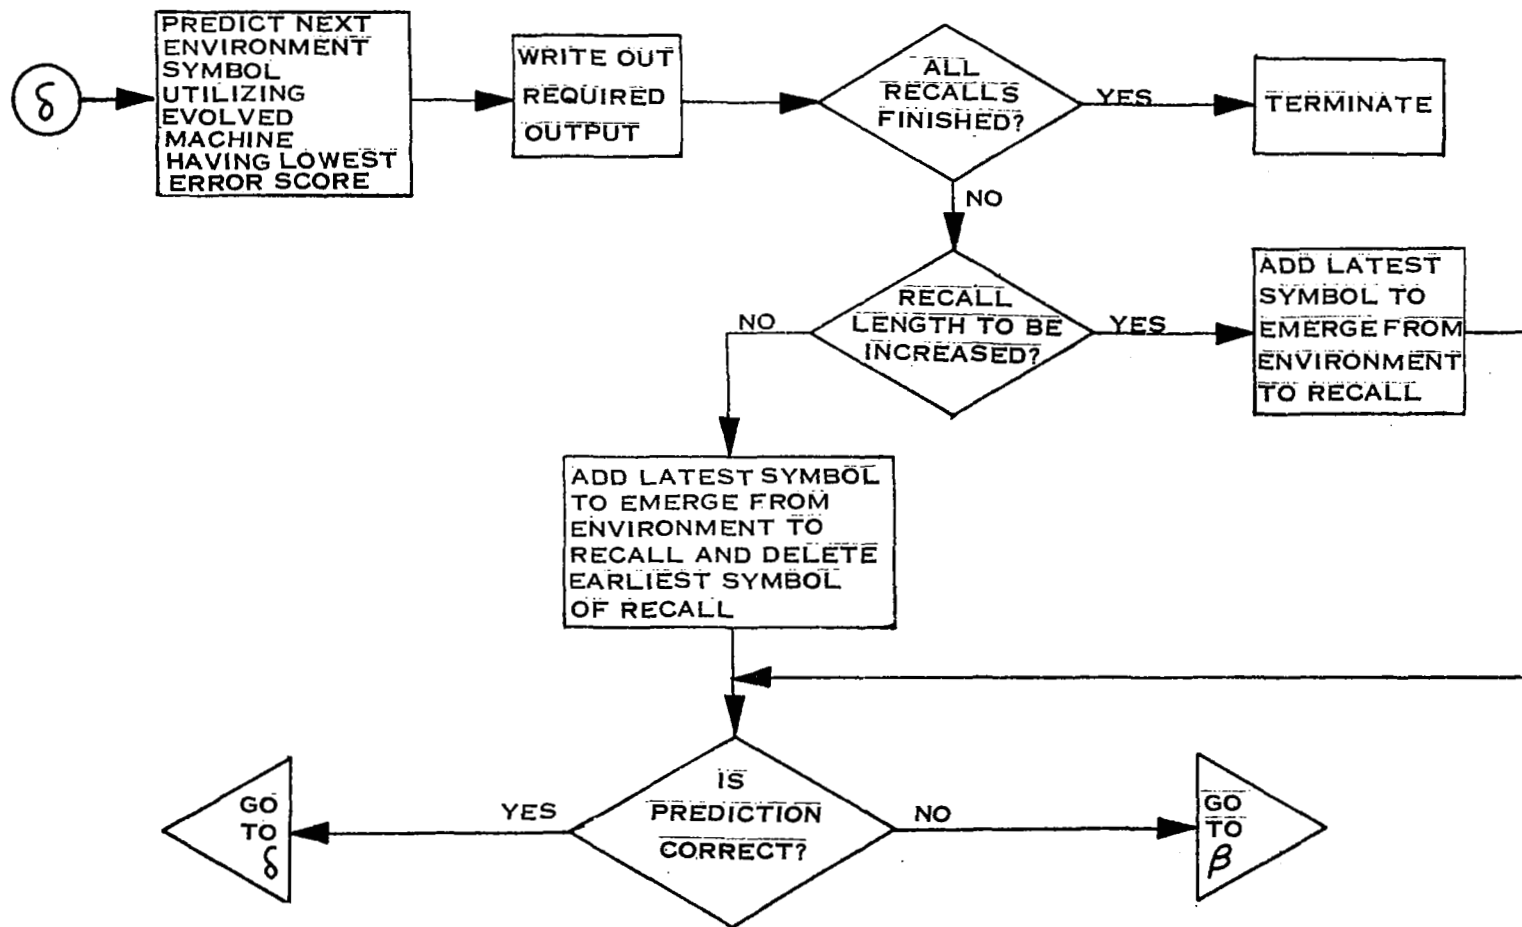 δ
PREDICT NEXT
ENVIRONMENT
SYMBOL
UTILIZING
EVOLVED
MACHINE
HAVING LOWEST
ERROR SCORE
WRITE OUT
REQUIRED
OUTPUT
ALL
RECALLS
FINISHED?
YES
TERMINATE
NO
RECALL
LENGTH TO BE
INCREASED?
NO
YES
ADD LATEST
SYMBOL TO
EMERGE FROM
ENVIRONMENT
TO RECALL
ADD LATEST SYMBOL
TO EMERGE FROM
ENVIRONMENT TO
RECALL AND DELETE
EARLIEST SYMBOL
OF RECALL
IS
PREDICTION
CORRECT?
YES
GO
TO
δ
NO
GO
TO
β